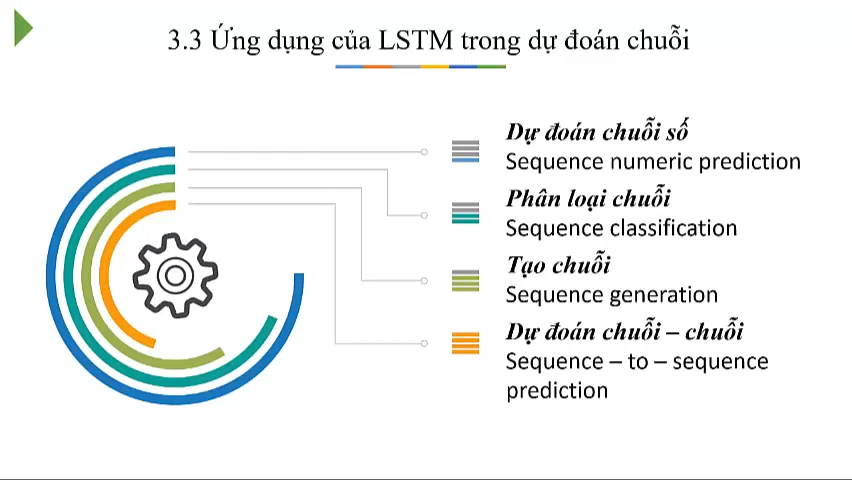 3.3 Ứng dụng của LSTM trong dự đoán chuỗi
Dự đoán chuỗi số
Sequence numeric prediction
Phân loại chuỗi
Sequence classification
Tạo chuỗi
Sequence generation
Dự đoán chuỗi – chuỗi
Sequence – to – sequence
prediction